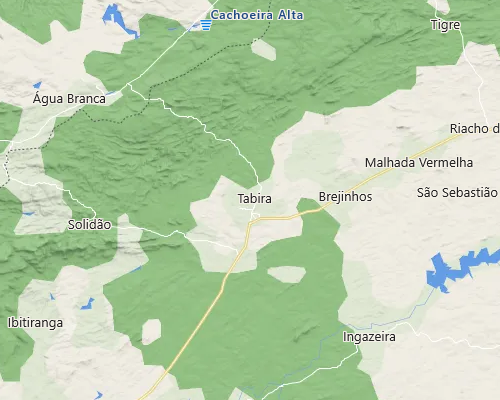 Cachoeira Alta
Tigre
Água Branca
Riacho d
Malhada Vermelha
São Sebastião
Tabira
Brejinhos
Solidão
Ibitiranga
Ingazeira